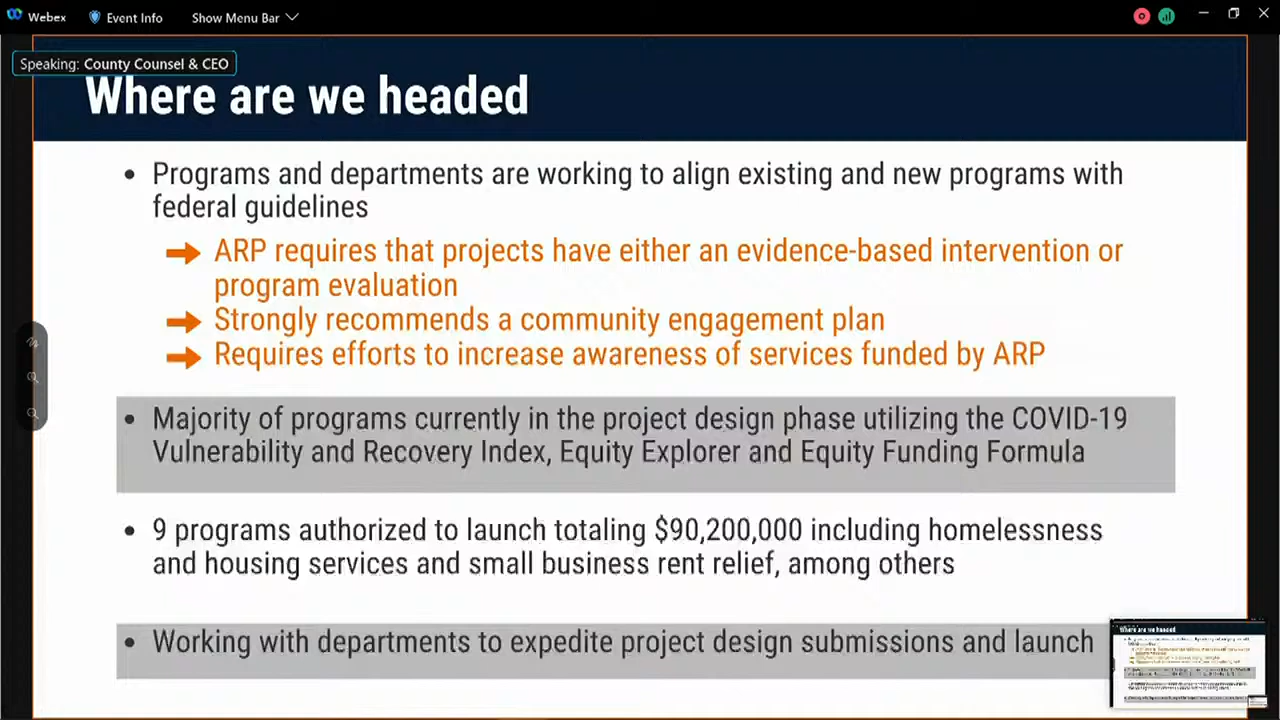 Webex
Event Info
Show Menu Bar
Speaking: County Counsel & CEO
Where are we headed
• Programs and departments are working to align existing and new programs with
federal guidelines
ARP requires that projects have either an evidence-based intervention or
program evaluation
Strongly recommends a community engagement plan
Requires efforts to increase awareness of services funded by ARP
• Majority of programs currently in the project design phase utilizing the COVID-19
Vulnerability and Recovery Index, Equity Explorer and Equity Funding Formula
• 9 programs authorized to launch totaling $90,200,000 including homelessness
and housing services and small business rent relief, among others
• Working with departments to expedite project design submissions and launch
Where are we headed